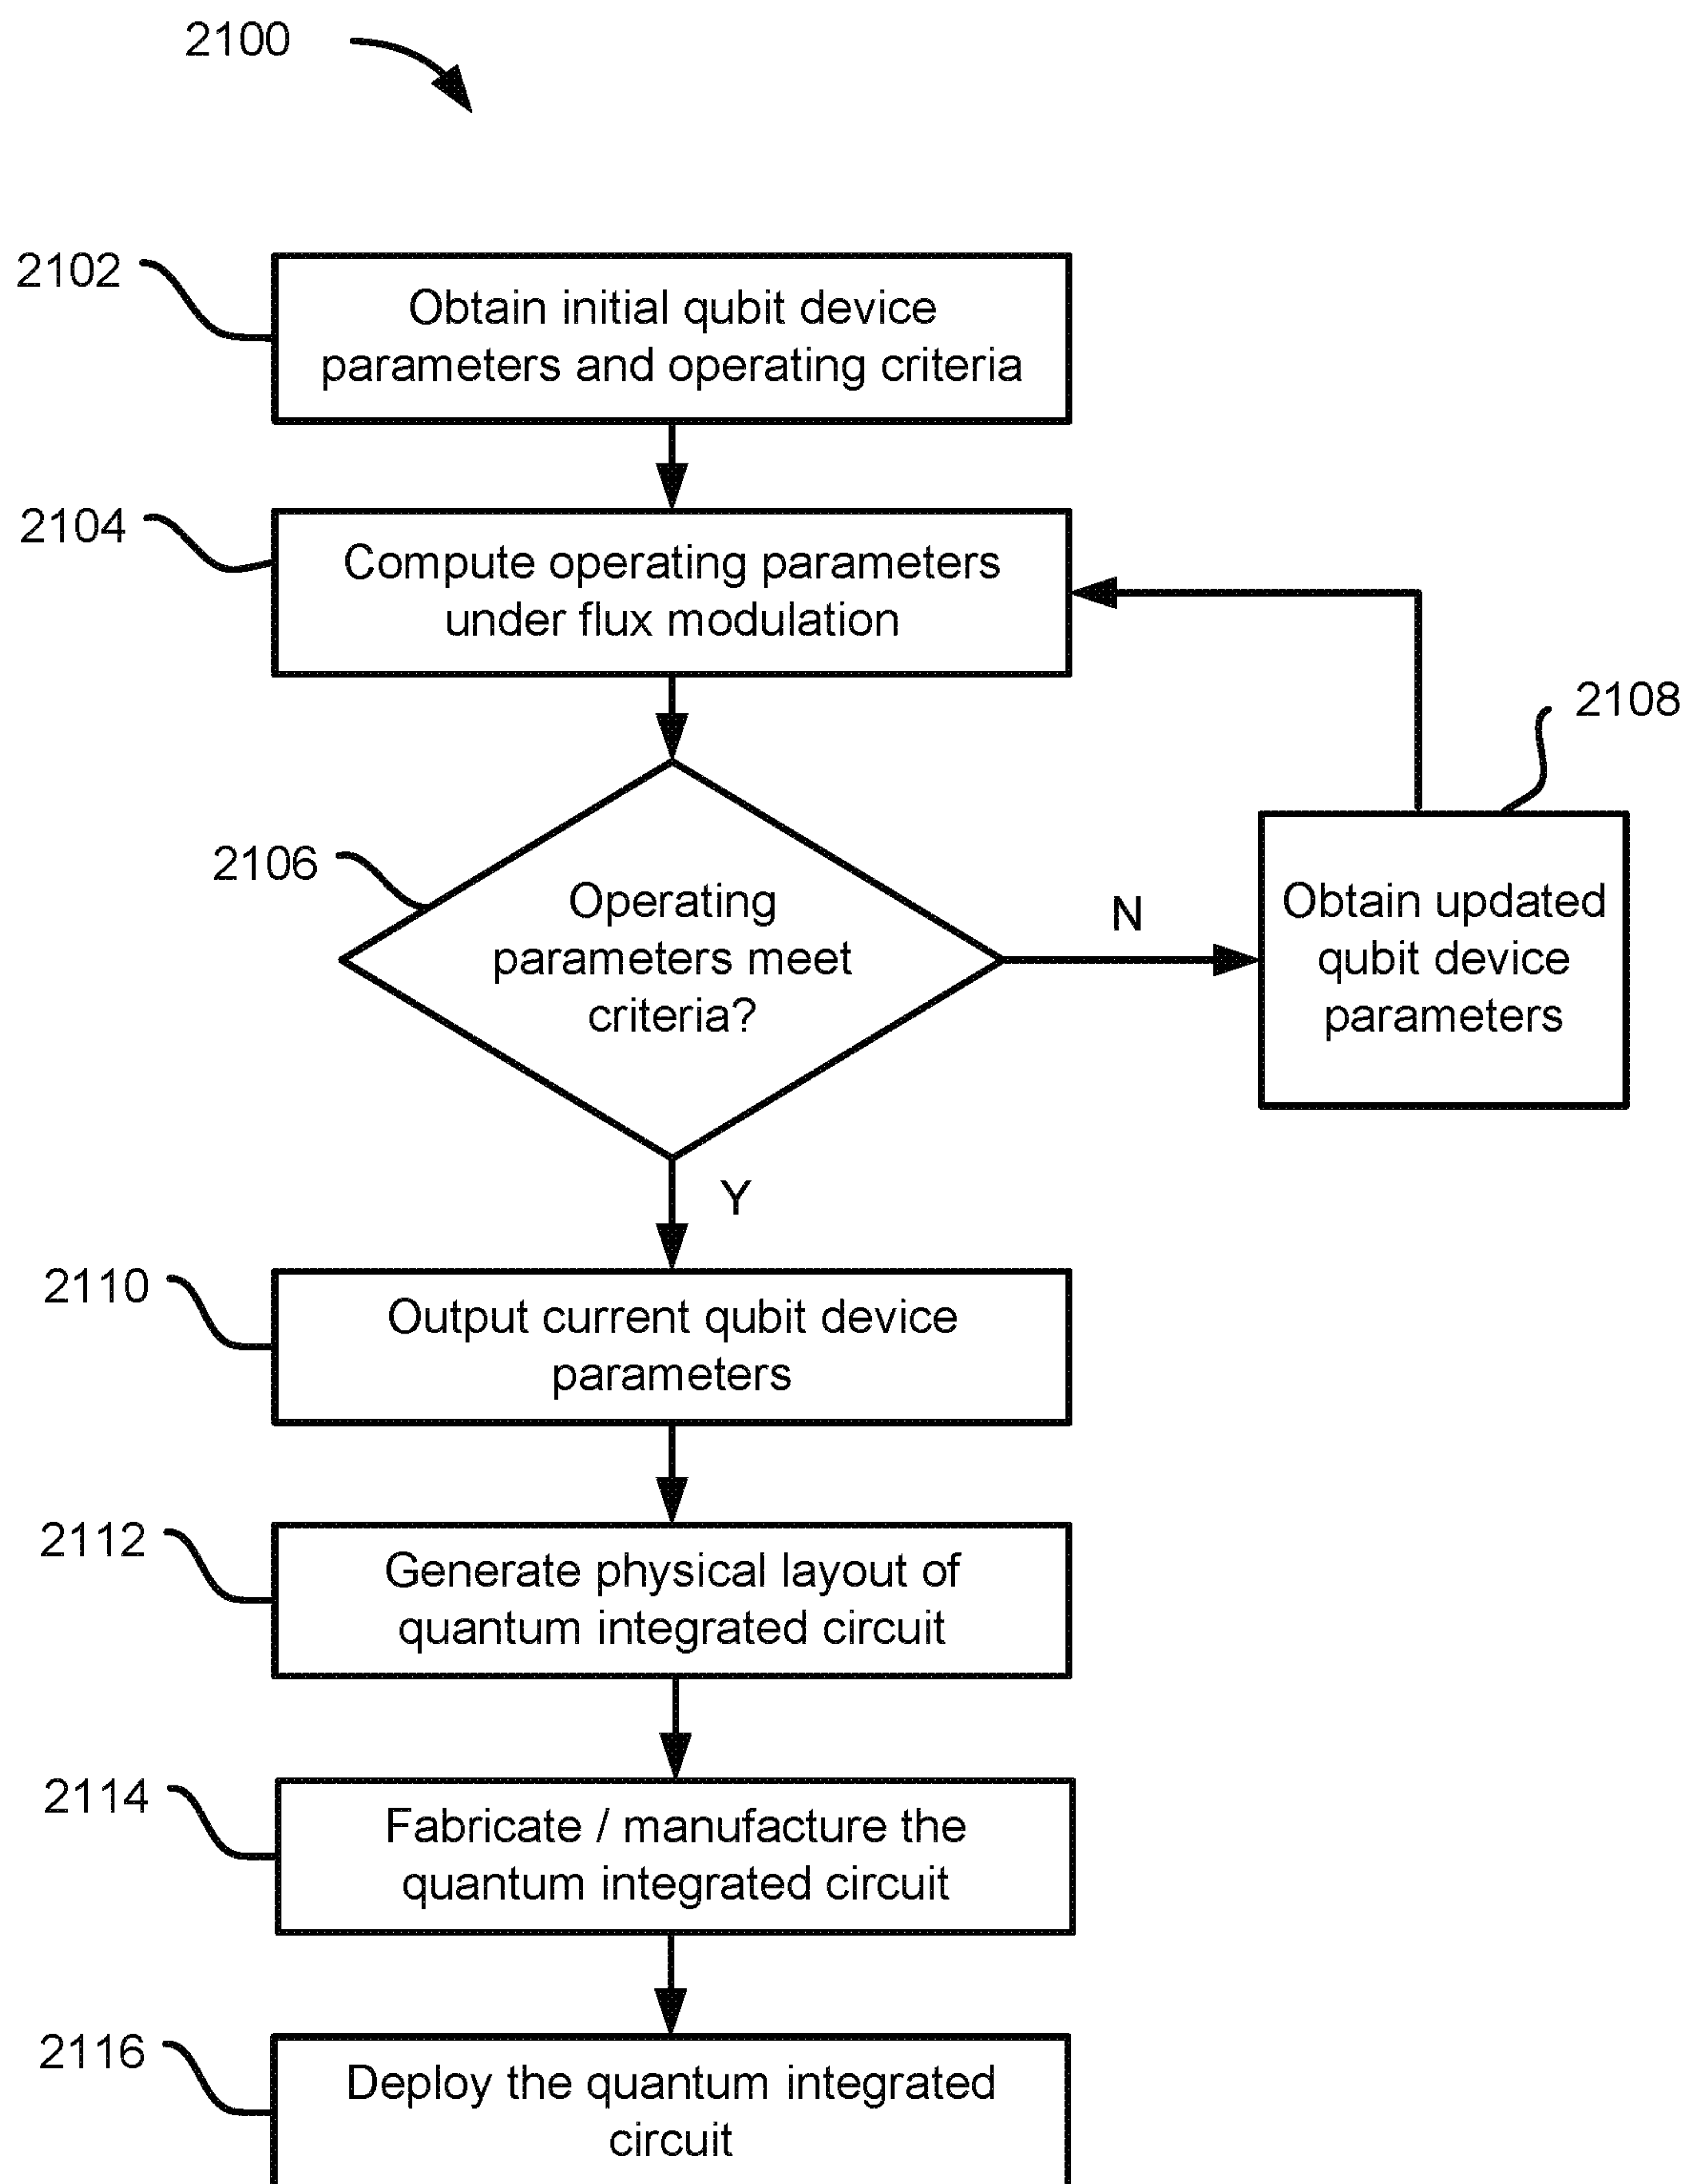 2100
2102
Obtain initial qubit device
parameters and operating criteria
2104
Compute operating parameters
under flux modulation
2106
Operating
parameters meet
criteria?
N
2108
Obtain updated
qubit device
parameters
Y
2110
Output current qubit device
parameters
2112
Generate physical layout of
quantum integrated circuit
2114
Fabricate / manufacture the
quantum integrated circuit
2116
Deploy the quantum integrated
circuit